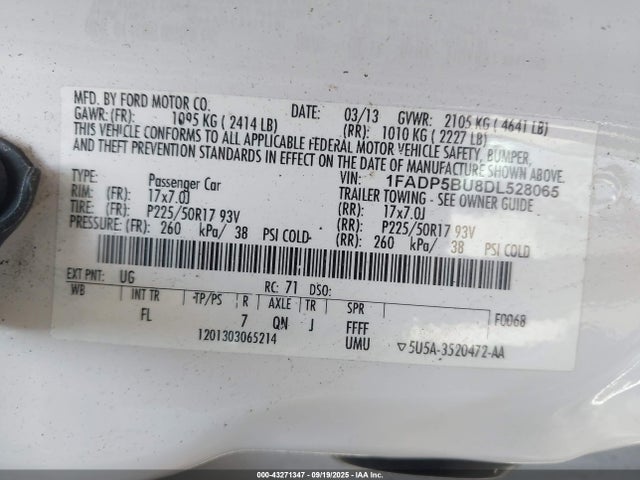 MFD. BY FORD MOTOR CO. DATE: 03/13 GVWR: 2105 KG ( 4641 LB)
GAWR: (FR): 1095 KG ( 2414 LB) (RR): 1010 KG ( 2227 LB)
THIS VEHICLE CONFORMS TO ALL APPLICABLE FEDERAL MOTOR VEHICLE SAFETY, BUMPER,
AND THEFT PREVENTION STANDARDS IN EFFECT ON THE DATE OF MANUFACTURE SHOWN ABOVE.
VIN: 1FADP5BU8DL528065
TYPE: Passenger Car TRAILER TOWING - SEE OWNER GUIDE
RIM: (FR): 17x7.0J (RR): 17x7.0J
TIRE: (FR): P225/50R17 93V (RR): P225/50R17 93V
PRESSURE: (FR): 260 kPa/ 38 PSI COLD (RR): 260 kPa/ 38 PSI COLD
EXT PNT: UG RC: 71 DSO:
WB INT TR -TP/PS R AXLE TR SPR F0068
FL 7 QN J FFFF
1201303065214 UMU ▽5U5A-3520472-AA
000-43271347 - 09/19/2025 - IAAI.COM